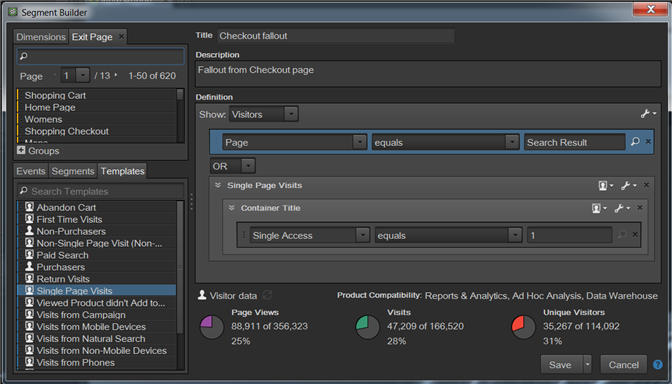 Segment Builder
Dimensions Exit Page
Page 1 / 13 1-50 of 620
Shopping Cart
Home Page
Womens
Shopping Checkout
Mens
Groups
Events Segments Templates
Search Templates
Abandon Cart
First Time Visits
Non-Purchasers
Non-Single Page Visit (Non-...
Paid Search
Purchasers
Return Visits
Single Page Visits
Viewed Product didn't Add to...
Visits from Campaign
Visits from Mobile Devices
Visits from Natural Search
Visits from Non-Mobile Devices
Visits from Phones
Title Checkout fallout
Description
Fallout from Checkout page
Definition
Show: Visitors
Page equals Search Result
OR
Single Page Visits
Container Title
Single Access equals 1
Visitor data
Product Compatibility: Reports & Analytics, Ad Hoc Analysis, Data Warehouse
Page Views
88,911 of 356,323
25%
Visits
47,209 of 166,520
28%
Unique Visitors
35,267 of 114,092
31%
Save Cancel